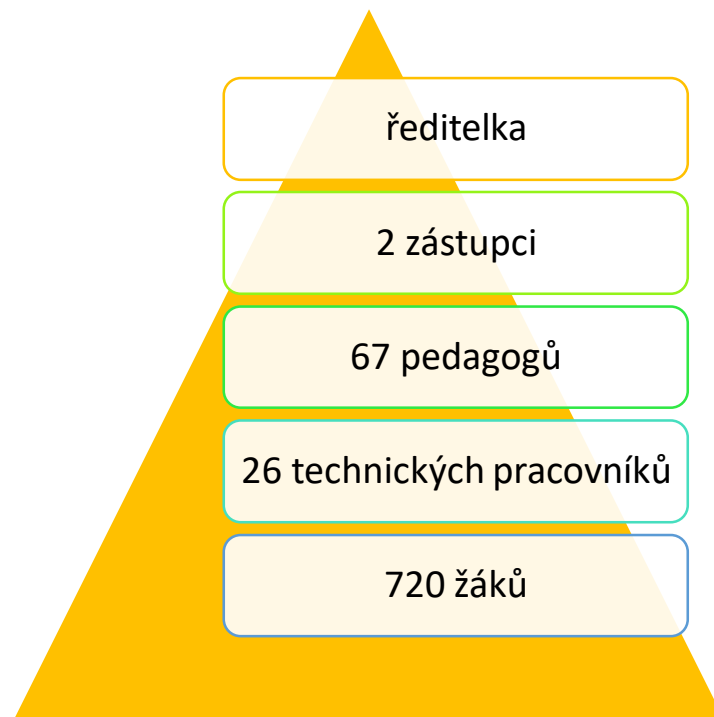 ředitelka
2 zástupci
67 pedagogů
26 technických pracovníků
720 žáků